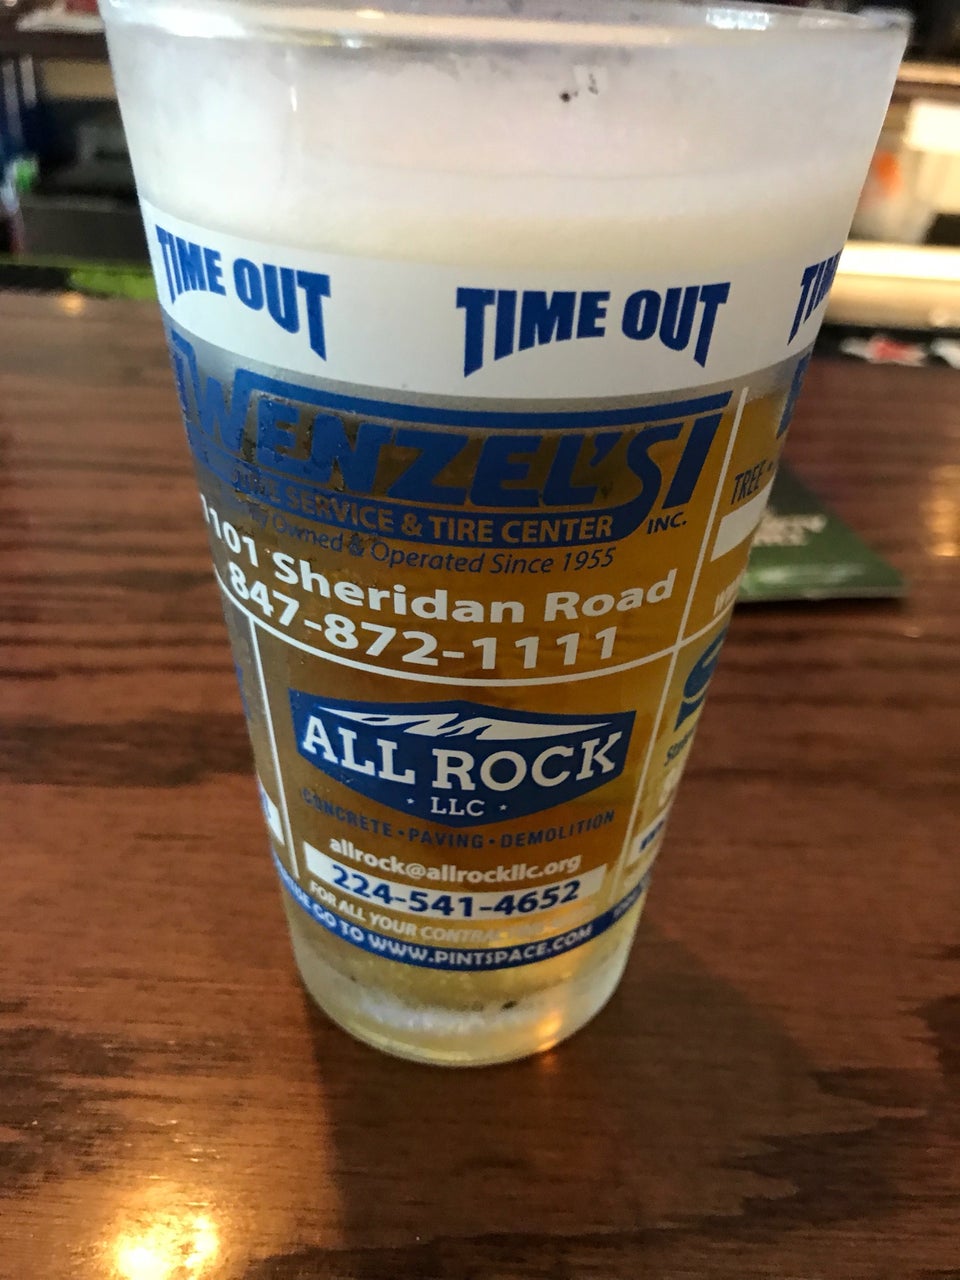 TIME OUT TIME OUT
WENZEL'S
SERVICE & TIRE CENTER INC.
Owned & Operated Since 1955
1101 Sheridan Road
847-872-1111
TREE
ALL ROCK
LLC
CONCRETE • PAVING • DEMOLITION
allrock@allrockllc.org
224-541-4652
FOR ALL YOUR
GO TO WWW.PINTSPACE.COM